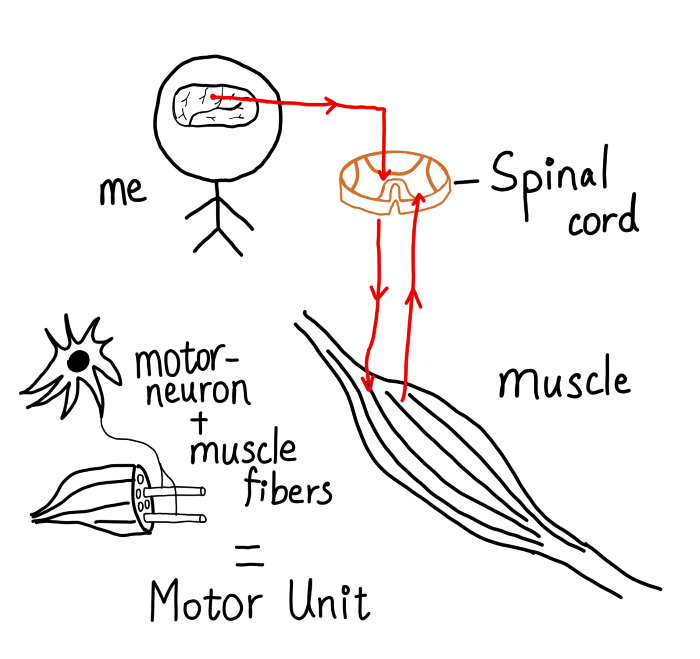 me
Spinal
cord
muscle
motor-
neuron
+
muscle
fibers
=
Motor Unit